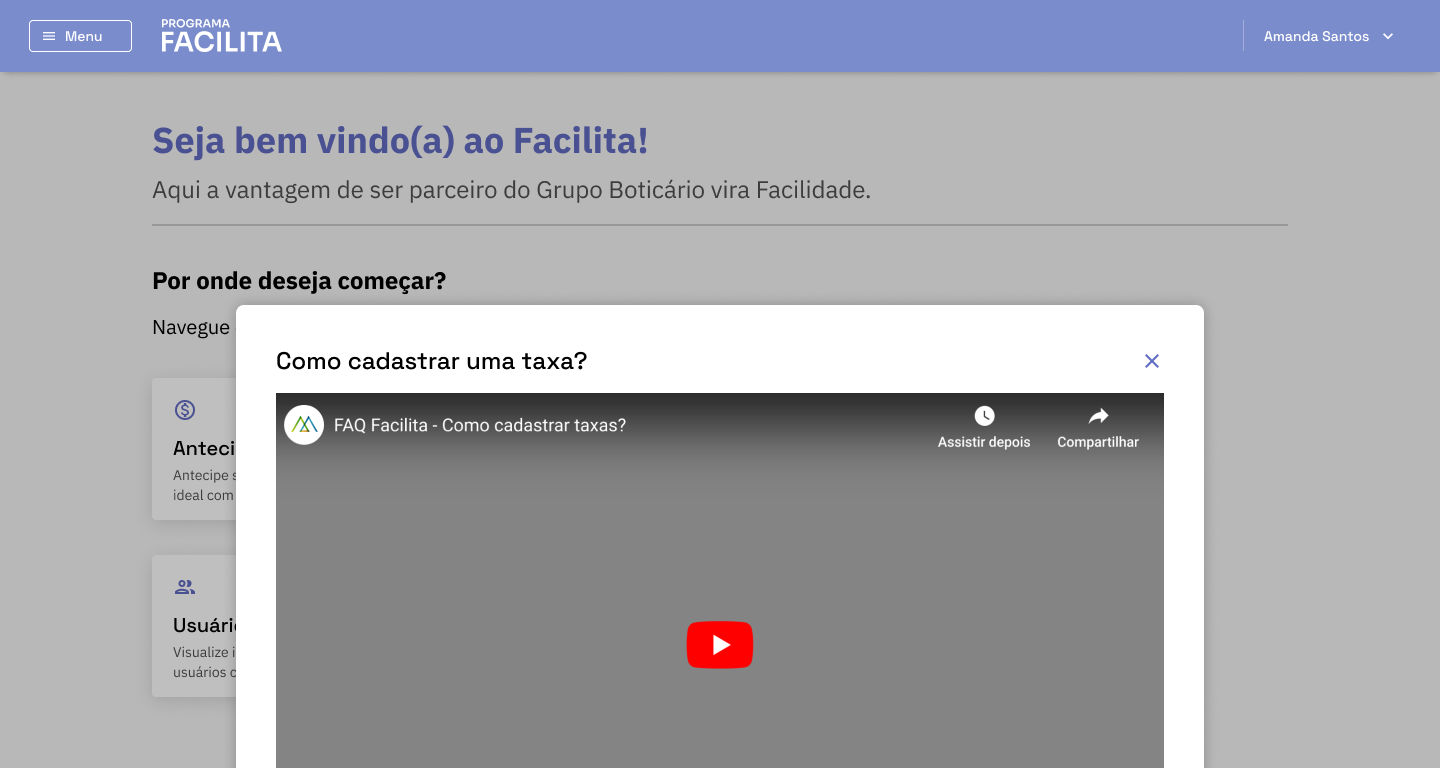 Menu
PROGRAMA
FACILITA
Amanda Santos
Seja bem vindo(a) ao Facilita!
Aqui a vantagem de ser parceiro do Grupo Boticário vira Facilidade.
Por onde deseja começar?
Navegue
Como cadastrar uma taxa?
FAQ Facilita - Como cadastrar taxas?
Assistir depois
Compartilhar
Anteci
Antecipe s
ideal com
Usuári
Visualize i
usuários